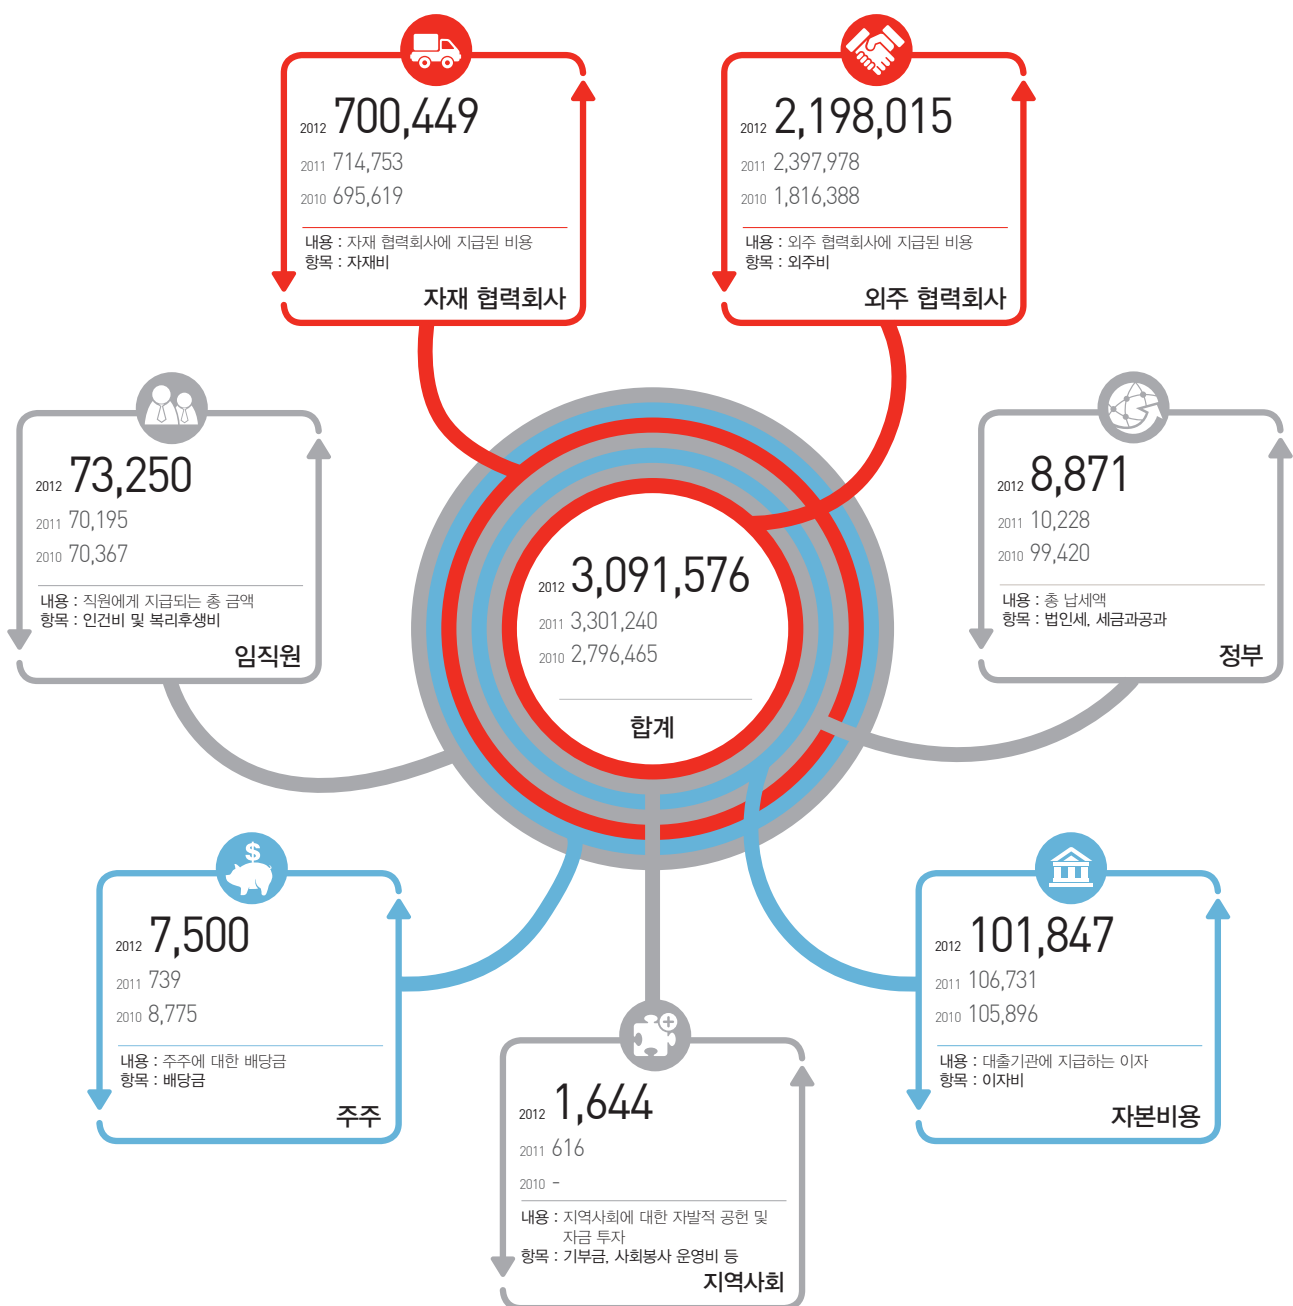 2012 700,449
2011 714,753
2010 695,619
내용 : 자재 협력회사에 지급된 비용
항목 : 자재비
자재 협력회사
2012 2,198,015
2011 2,397,978
2010 1,816,388
내용 : 외주 협력회사에 지급된 비용
항목 : 외주비
외주 협력회사
2012 73,250
2011 70,195
2010 70,367
내용 : 직원에게 지급되는 총 금액
항목 : 인건비 및 복리후생비
임직원
2012 3,091,576
2011 3,301,240
2010 2,796,465
합계
2012 8,871
2011 10,228
2010 99,420
내용 : 총 납세액
항목 : 법인세, 세금과공과
정부
$
2012 7,500
2011 739
2010 8,775
내용 : 주주에 대한 배당금
항목 : 배당금
주주
2012 1,644
2011 616
2010 -
내용 : 지역사회에 대한 자발적 공헌 및
자금 투자
항목 : 기부금, 사회봉사 운영비 등
지역사회
2012 101,847
2011 106,731
2010 105,896
내용 : 대출기관에 지급하는 이자
항목 : 이자비
자본비용